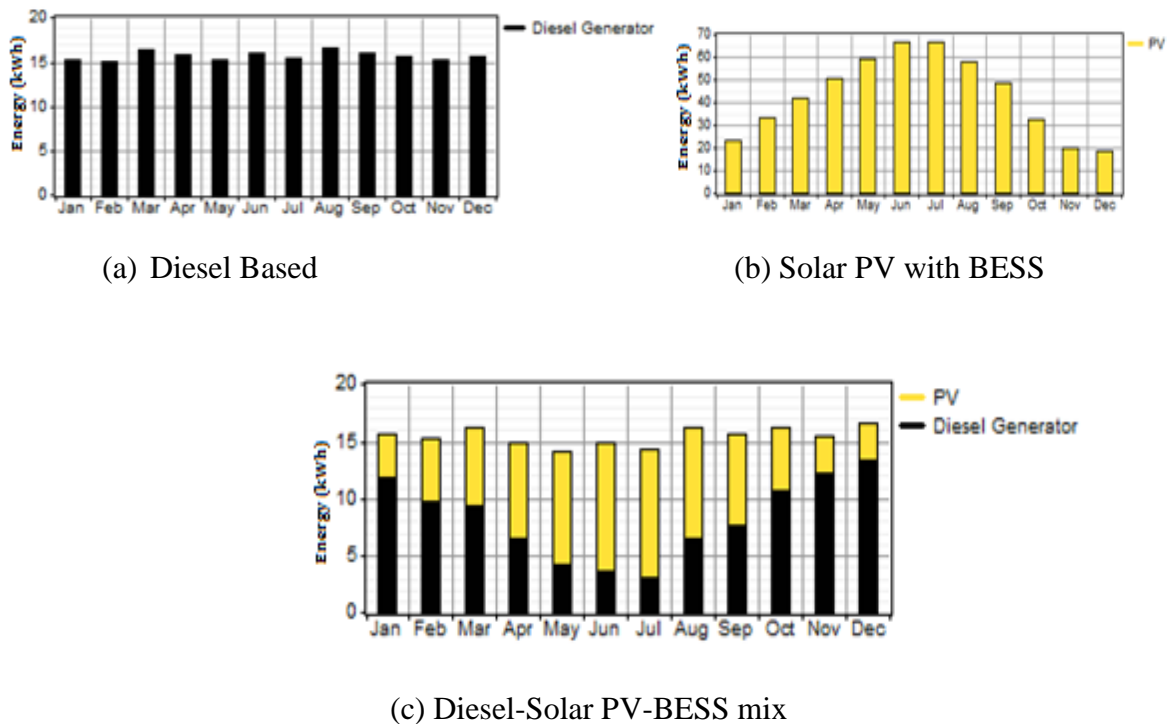 20
15
10
5
0
Energy (kWh)
Jan Feb Mar Apr May Jun Jul Aug Sep Oct Nov Dec
Diesel Generator
(a) Diesel Based
70
60
50
40
30
20
10
0
Energy (kWh)
Jan Feb Mar Apr May Jun Jul Aug Sep Oct Nov Dec
PV
(b) Solar PV with BESS
20
15
10
5
0
Energy (kWh)
Jan Feb Mar Apr May Jun Jul Aug Sep Oct Nov Dec
PV
Diesel Generator
(c) Diesel-Solar PV-BESS mix